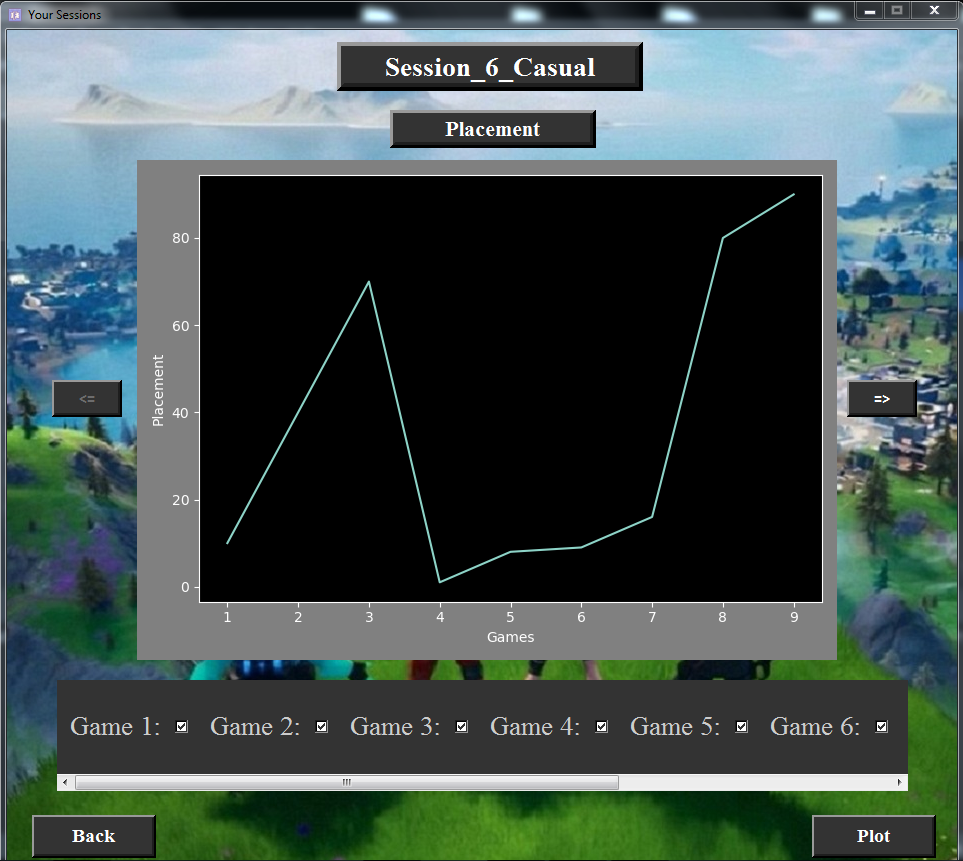 Your Sessions
Session_6_Casual
Placement
80
60
40
20
0
Placement
1 2 3 4 5 6 7 8 9
Games
<=
=>
Game 1: Game 2: Game 3: Game 4: Game 5: Game 6:
Back
Plot